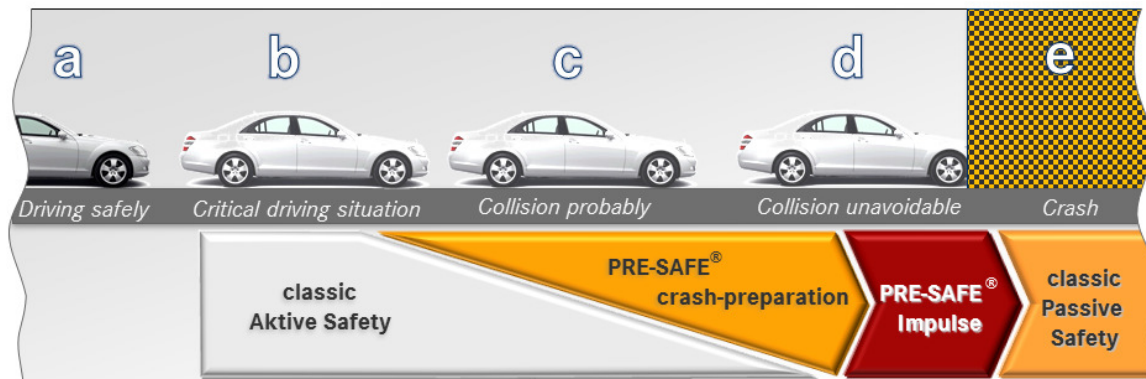 a
b
c
d
e
Driving safely
Critical driving situation
Collision probably
Collision unavoidable
Crash
classic
Aktive Safety
PRE-SAFE®
crash-preparation
PRE-SAFE®
Impulse
classic
Passive
Safety